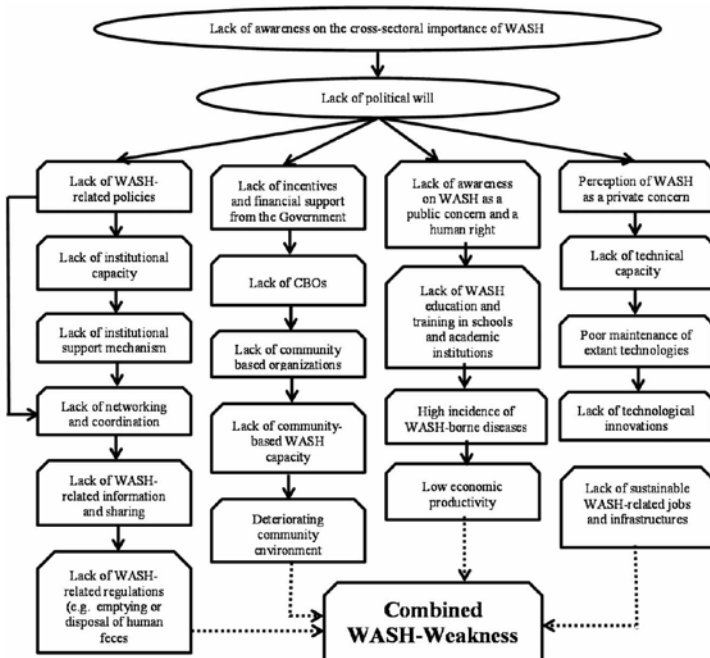 Lack of awareness on the cross-sectoral importance of WASH
Lack of political will
Lack of WASH-
related policies
Lack of institutional
capacity
Lack of institutional
support mechanism
Lack of networking
and coordination
Lack of WASH-
related information
and sharing
Lack of WASH-
related regulations
(e.g. emptying or
disposal of human
feces
Lack of incentives
and financial support
from the Government
Lack of CBOs
Lack of community
based organizations
Lack of community-
based WASH
capacity
Deteriorating
community
environment
Lack of awareness
on WASH as a
public concern and a
human right
Lack of WASH
education and
training in schools
and academic
institutions
High incidence of
WASH-borne diseases
Low economic
productivity
Perception of WASH
as a private concern
Lack of technical
capacity
Poor maintenance of
extant technologies
Lack of technological
innovations
Lack of sustainable
WASH-related jobs
and infrastructures
Combined
WASH-Weakness